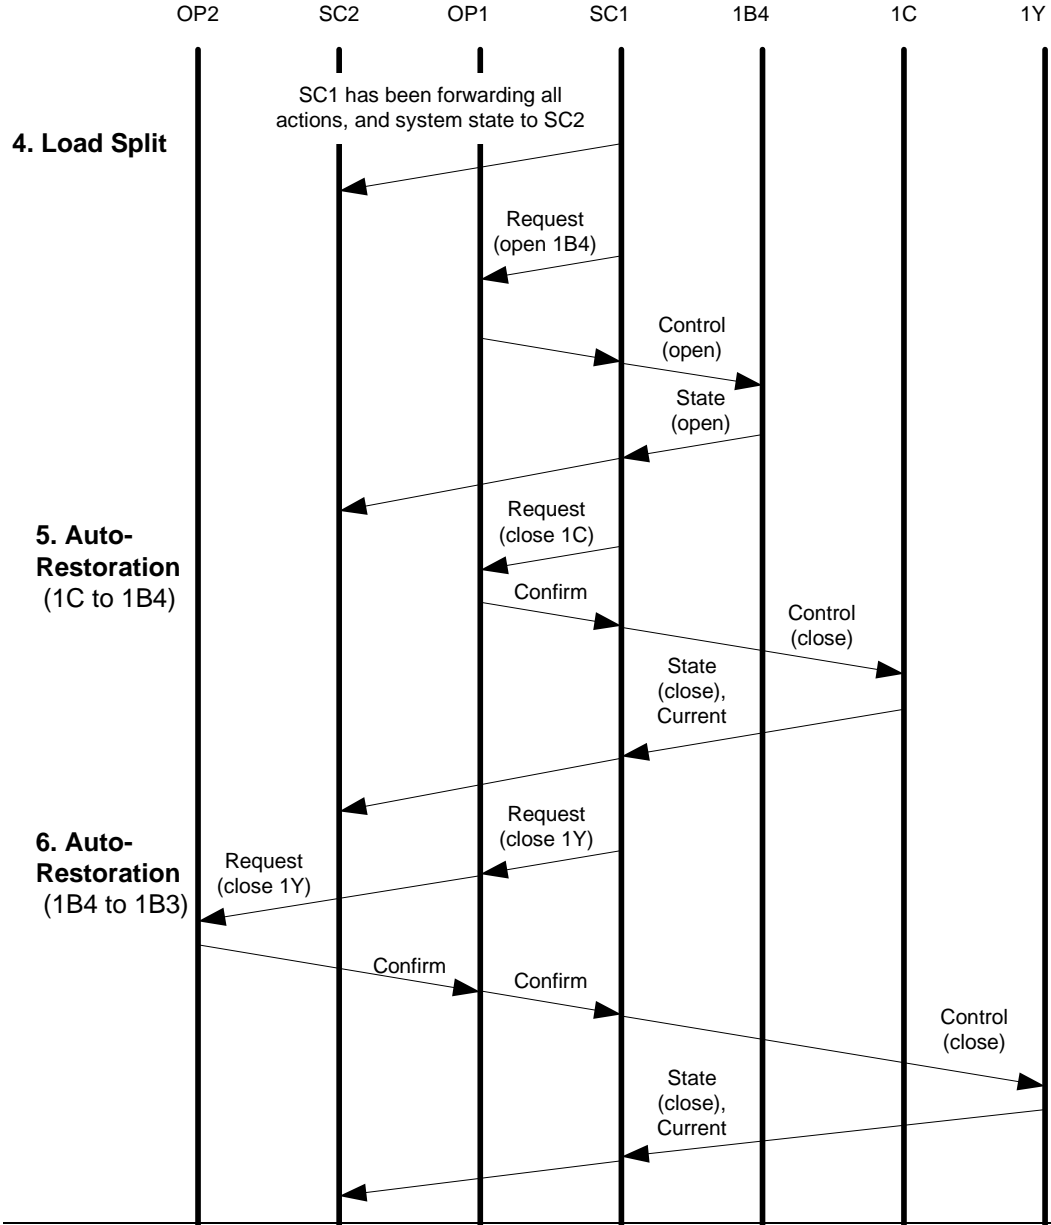 OP2 SC2 OP1 SC1 1B4 1C 1Y
SC1 has been forwarding all
actions, and system state to SC2
4. Load Split
Request
(open 1B4)
Control
(open)
State
(open)
Request
(close 1C)
5. Auto-
Restoration
(1C to 1B4)
Confirm
Control
(close)
State
(close),
Current
Request
(close 1Y)
6. Auto-
Restoration
(1B4 to 1B3)
Request
(close 1Y)
Confirm
Confirm
Control
(close)
State
(close),
Current